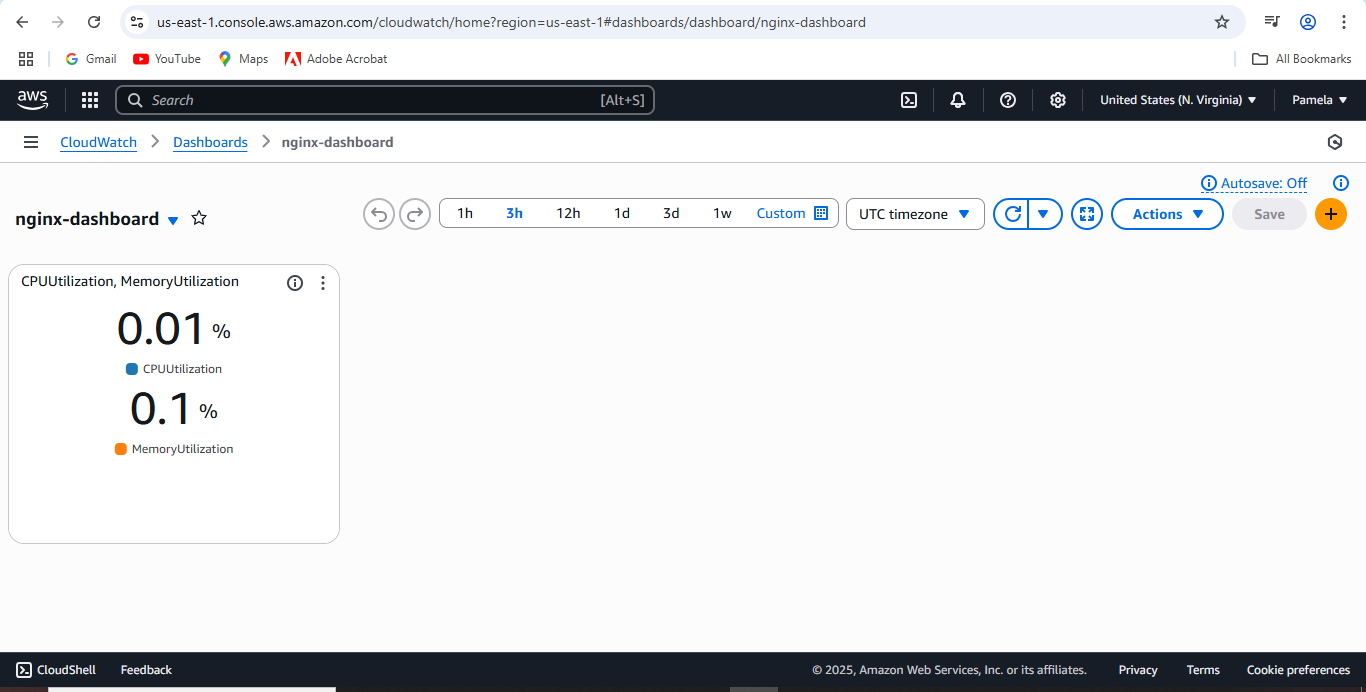 us-east-1.console.aws.amazon.com/cloudwatch/home?region=us-east-1#dashboards/dashboard/nginx-dashboard
Gmail YouTube Maps Adobe Acrobat All Bookmarks
aws Search [Alt+S] United States (N. Virginia) Pamela
CloudWatch Dashboards nginx-dashboard
Autosave: Off
nginx-dashboard 1h 3h 12h 1d 3d 1w Custom UTC timezone Actions Save
CPUUtilization, MemoryUtilization
0.01 %
CPUUtilization
0.1 %
MemoryUtilization
CloudShell Feedback © 2025, Amazon Web Services, Inc. or its affiliates. Privacy Terms Cookie preferences